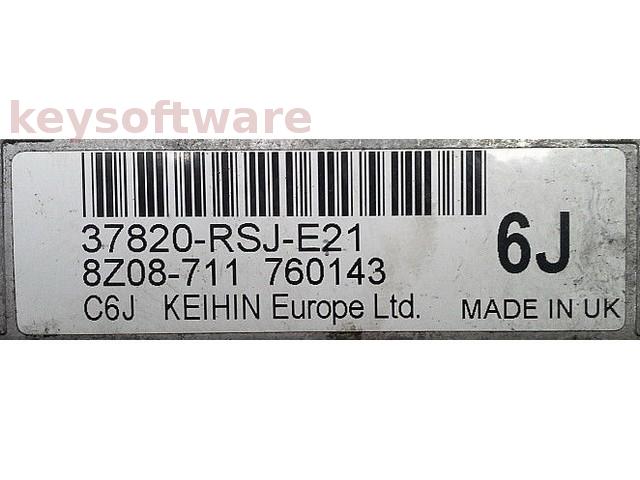 keysoftware
37820-RSJ-E21
6J
8Z08-711 760143
C6J KEIHIN Europe Ltd. MADE IN UK